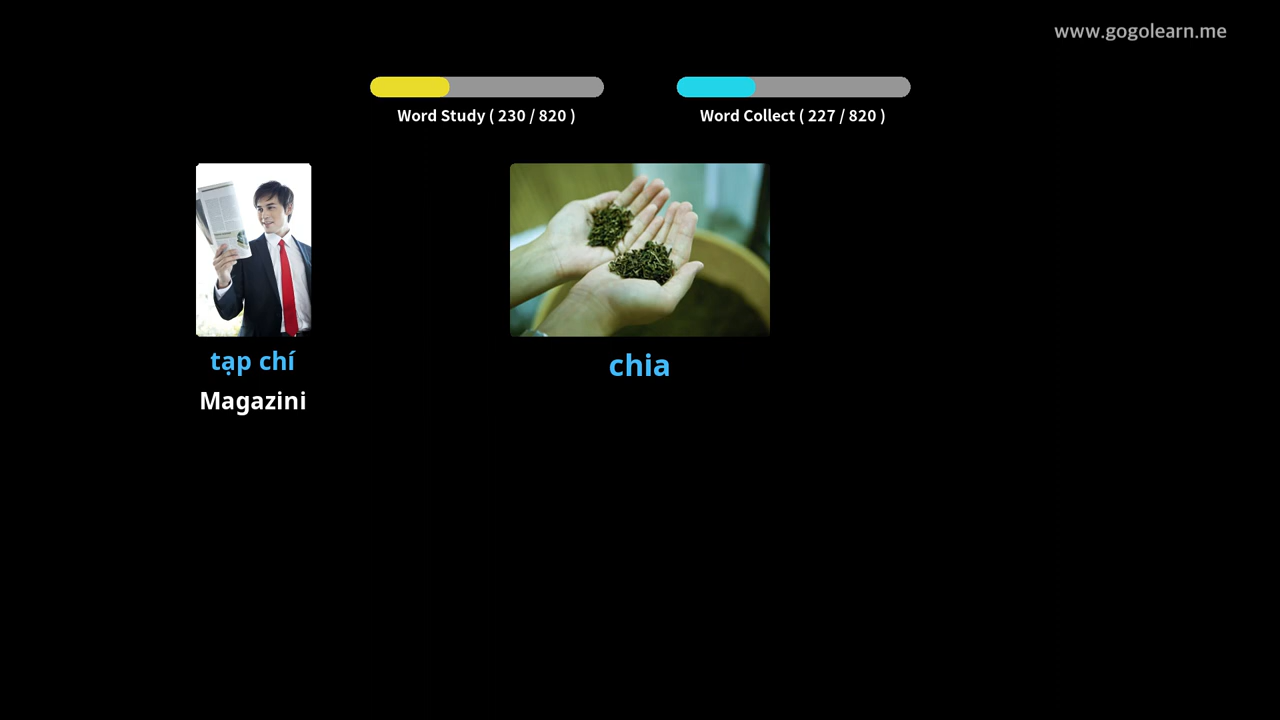 www.gogolearn.me
Word Study ( 230 / 820 )
Word Collect ( 227 / 820 )
tạp chí
Magazini
chia